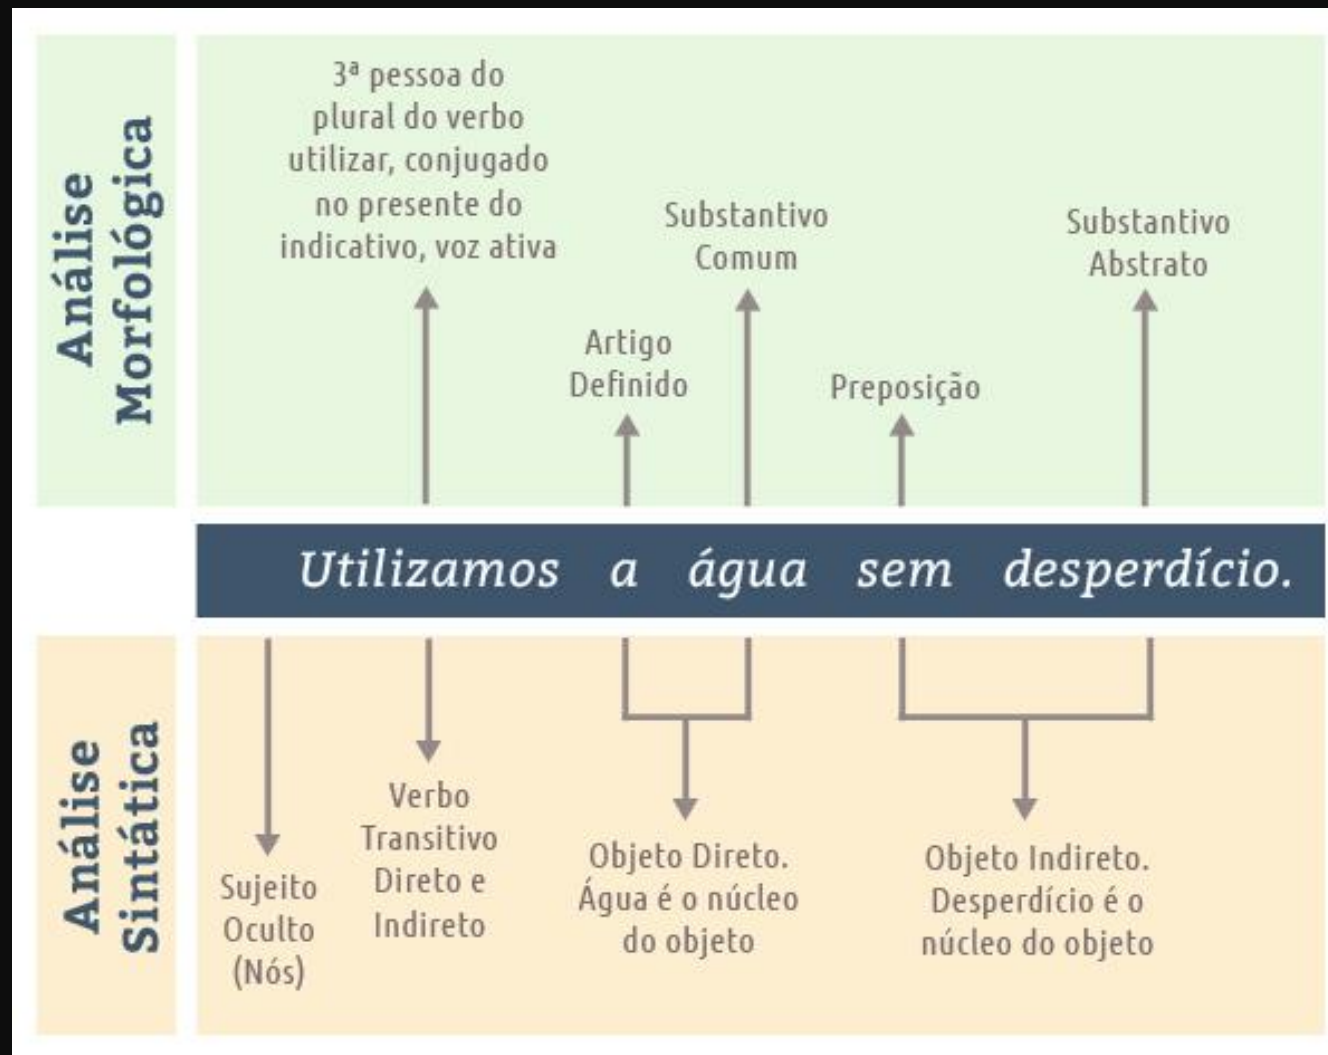 Análise
Morfológica
3ª pessoa do
plural do verbo
utilizar, conjugado
no presente do
indicativo, voz ativa
Artigo
Definido
Substantivo
Comum
Preposição
Substantivo
Abstrato
Utilizamos a água sem desperdício.
Análise
Sintática
Sujeito
Oculto
(Nós)
Verbo
Transitivo
Direto e
Indireto
Objeto Direto.
Água é o núcleo
do objeto
Objeto Indireto.
Desperdício é o
núcleo do objeto